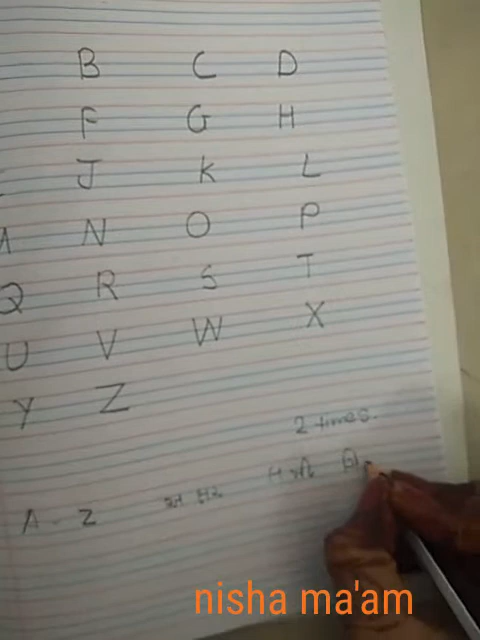 B C D
F G H
J K L
N O P
Q R S T
U V W X
Y Z
2 times.
A - Z
nisha ma'am